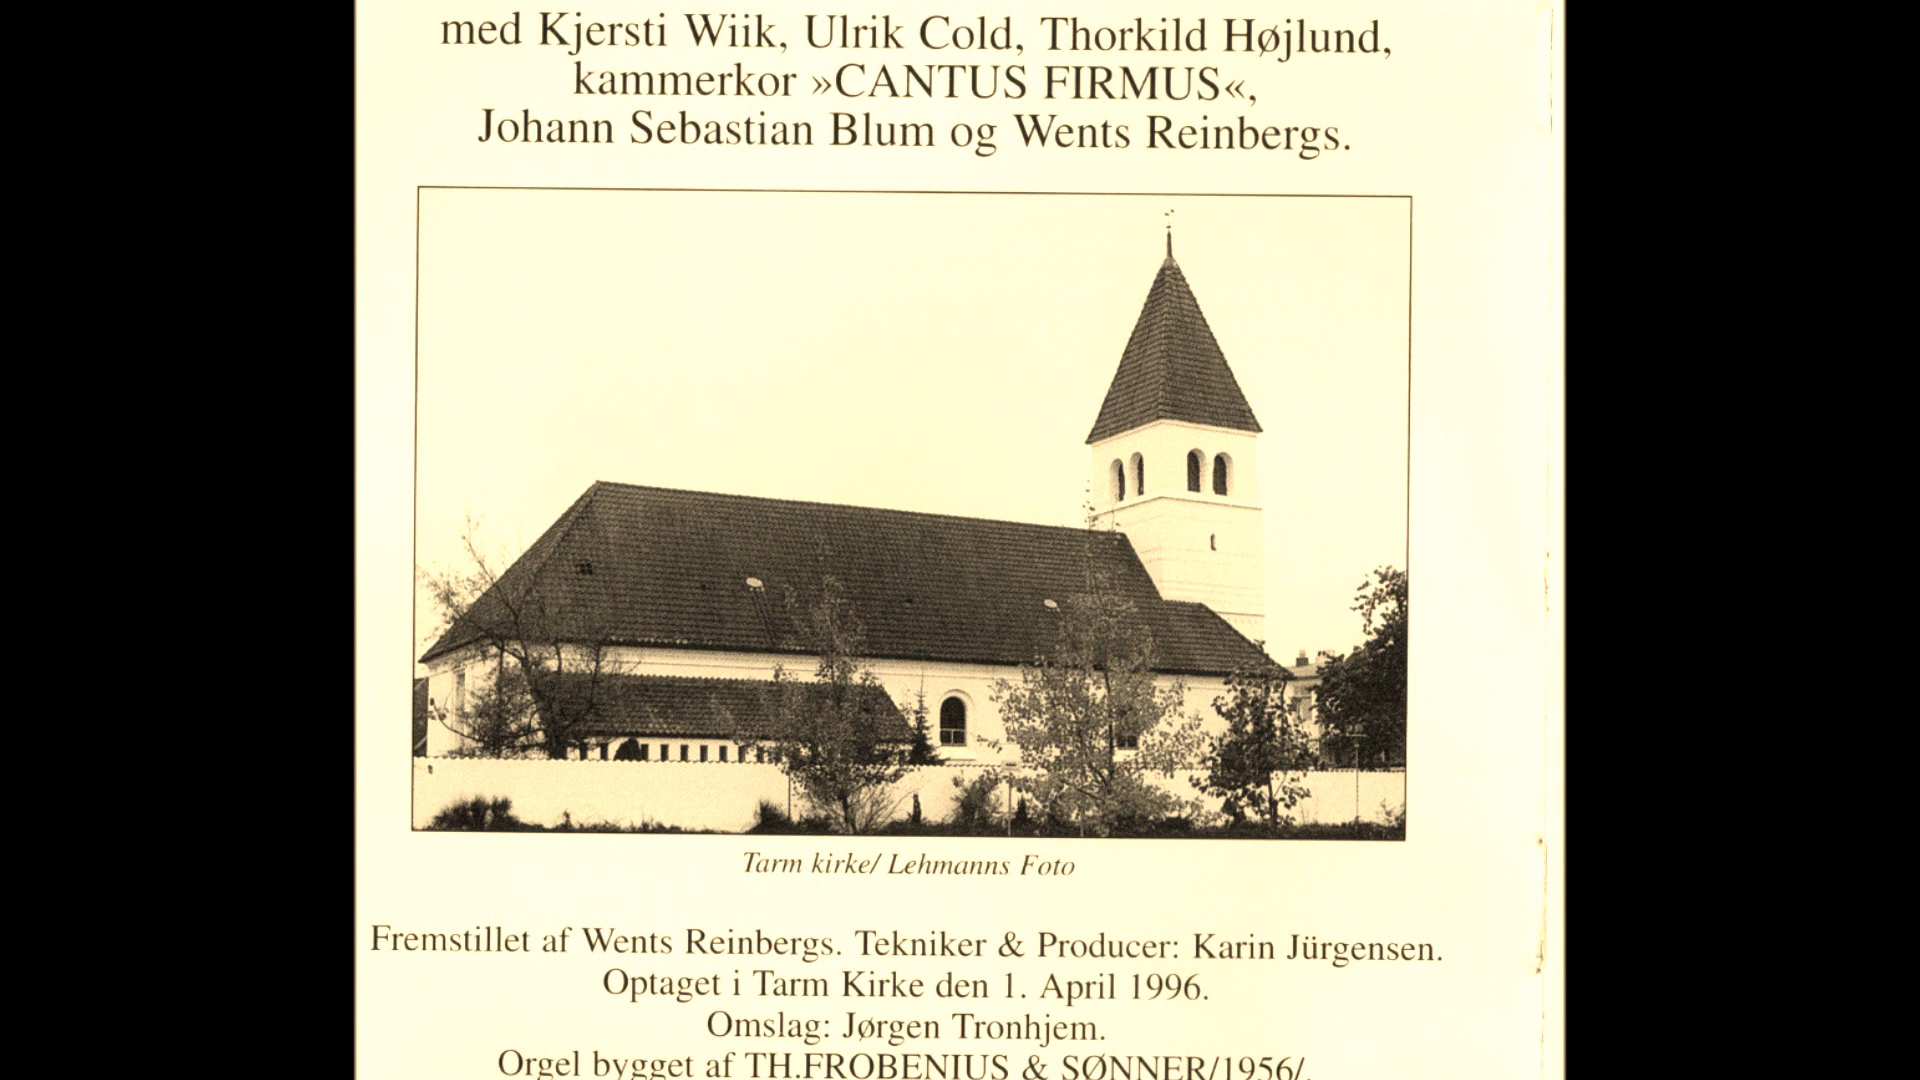 med Kjersti Wiik, Ulrik Cold, Thorkild Højlund,
kammerkor »CANTUS FIRMUS«,
Johann Sebastian Blum og Wents Reinbergs.
Tarm kirke/ Lehmanns Foto
Fremstillet af Wents Reinbergs. Tekniker & Producer: Karin Jürgensen.
Optaget i Tarm Kirke den 1. April 1996.
Omslag: Jørgen Tronhjem.
Orgel bygget af TH.FROBENIUS & SØNNER/1956/.